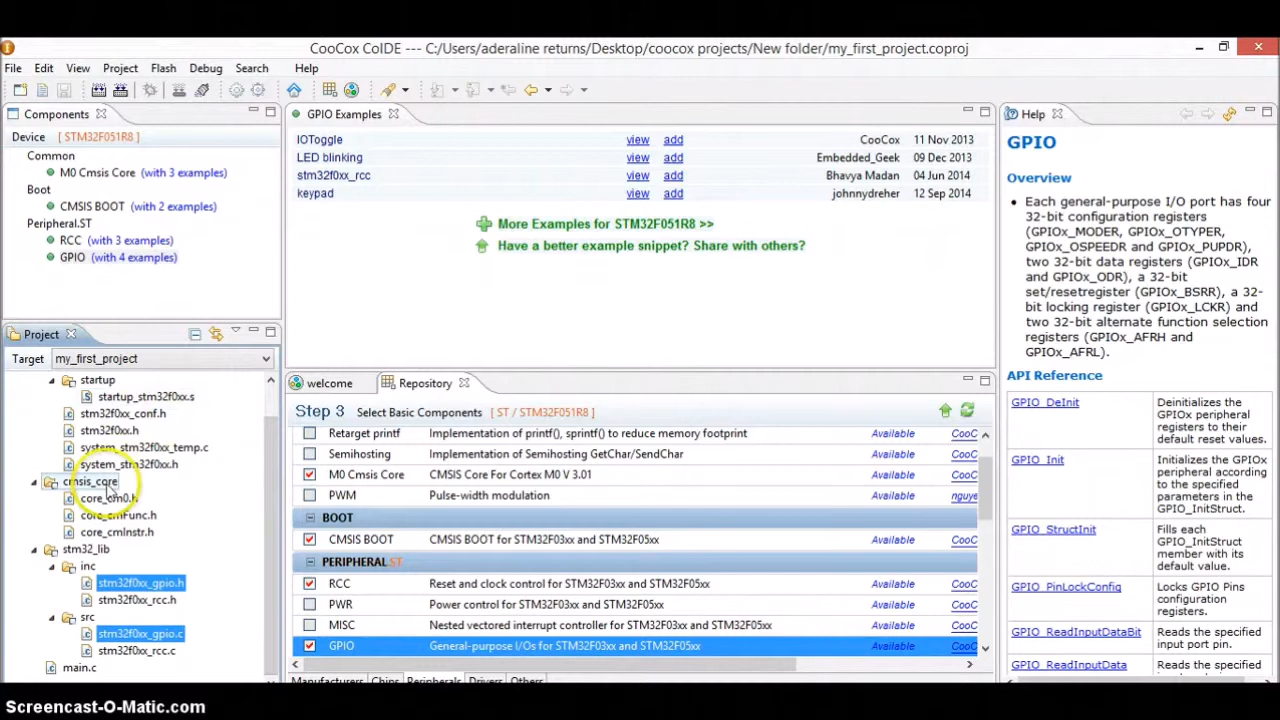 CooCox CoIDE --- C:/Users/aderaline returns/Desktop/coocox projects/New folder/my_first_project.coproj
File Edit View Project Flash Debug Search Help
Components
Device [ STM32F051R8 ]
Common
M0 Cmsis Core (with 3 examples)
Boot
CMSIS BOOT (with 2 examples)
Peripheral.ST
RCC (with 3 examples)
GPIO (with 4 examples)
GPIO Examples
IOToggle view add CooCox 11 Nov 2013
LED blinking view add Embedded_Geek 09 Dec 2013
stm32f0xx_rcc view add Bhavya Madan 04 Jun 2014
keypad view add johnnydreher 12 Sep 2014
More Examples for STM32F051R8 >>
Have a better example snippet? Share with others?
Project
Target my_first_project
startup
startup_stm32f0xx.s
stm32f0xx_conf.h
stm32f0xx.h
system_stm32f0xx_temp.c
system_stm32f0xx.h
cmsis_core
core_cm0.h
core_cmFunc.h
core_cmInstr.h
stm32_lib
inc
stm32f0xx_gpio.h
stm32f0xx_rcc.h
src
stm32f0xx_gpio.c
stm32f0xx_rcc.c
main.c
welcome Repository
Step 3 Select Basic Components [ ST / STM32F051R8 ]
Retarget printf Implementation of printf(), sprintf() to reduce memory footprint Available CooC
Semihosting Implementation of Semihosting GetChar/SendChar Available CooC
M0 Cmsis Core CMSIS Core For Cortex M0 V 3.01 Available CooC
PWM Pulse-width modulation Available nguye
BOOT
CMSIS BOOT CMSIS BOOT for STM32F03xx and STM32F05xx Available CooC
PERIPHERAL.ST
RCC Reset and clock control for STM32F03xx and STM32F05xx Available CooC
PWR Power control for STM32F03xx and STM32F05xx Available CooC
MISC Nested vectored interrupt controller for STM32F03xx and STM32F05xx Available CooC
GPIO General-purpose I/Os for STM32F03xx and STM32F05xx Available CooC
Manufacturers Chips Peripherals Drivers Others
Help
GPIO
Overview
Each general-purpose I/O port has four
32-bit configuration registers
(GPIOx_MODER, GPIOx_OTYPER,
GPIOx_OSPEEDR and GPIOx_PUPDR),
two 32-bit data registers (GPIOx_IDR
and GPIOx_ODR), a 32-bit
set/resetregister (GPIOx_BSRR), a
32-bit locking register (GPIOx_LCKR) and
two 32-bit alternate function selection
registers (GPIOx_AFRH and
GPIOx_AFRL).
API Reference
GPIO_DeInit Deinitializes the
GPIOx peripheral
registers to their
default reset values.
GPIO_Init Initializes the GPIOx
peripheral according
to the specified
parameters in the
GPIO_InitStruct.
GPIO_StructInit Fills each
GPIO_InitStruct
member with its
default value.
GPIO_PinLockConfig Locks GPIO Pins
configuration
registers.
GPIO_ReadInputDataBit Reads the specified
input port pin.
GPIO_ReadInputData Reads the specified
Screencast-O-Matic.com